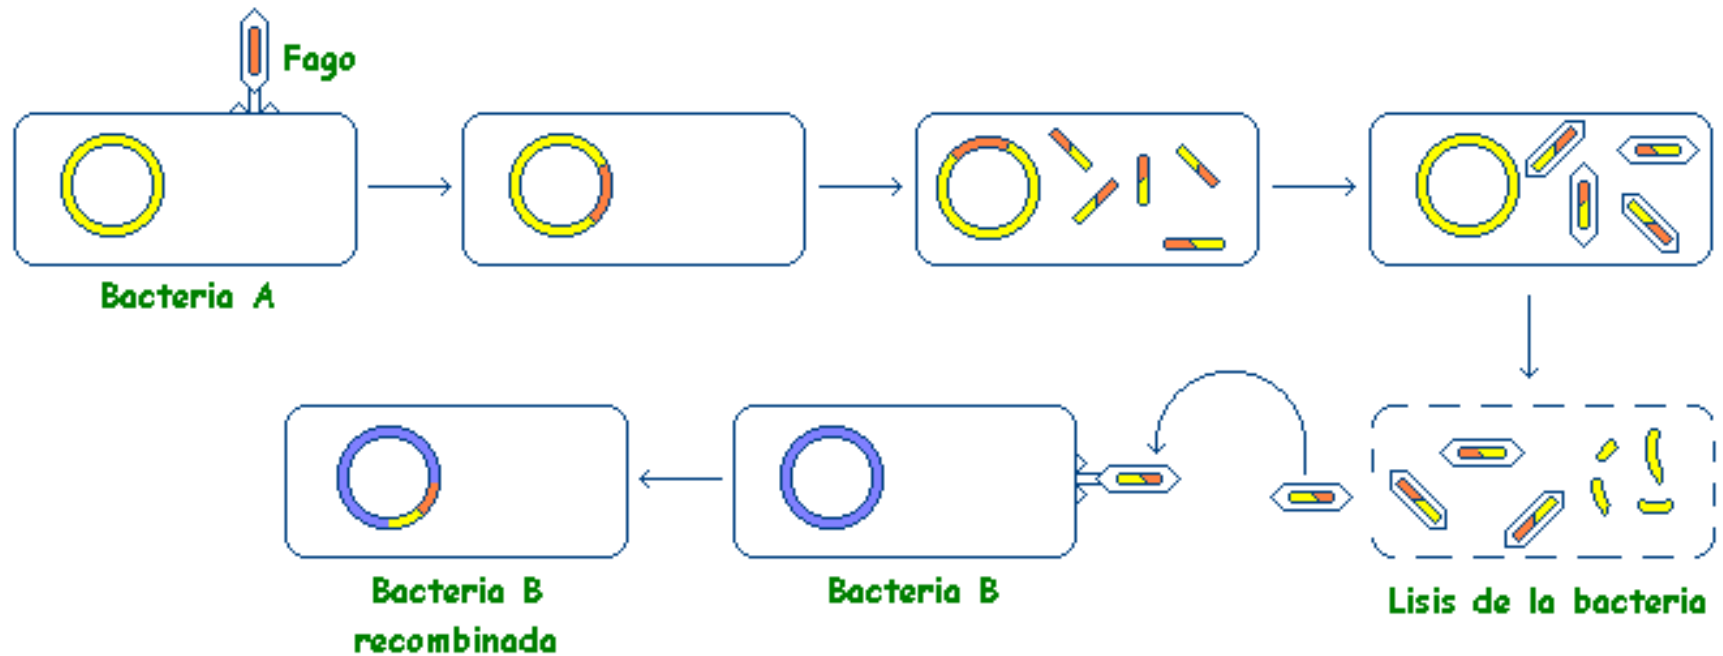 Fago
Bacteria A
Bacteria B
recombinada
Bacteria B
Lisis de la bacteria